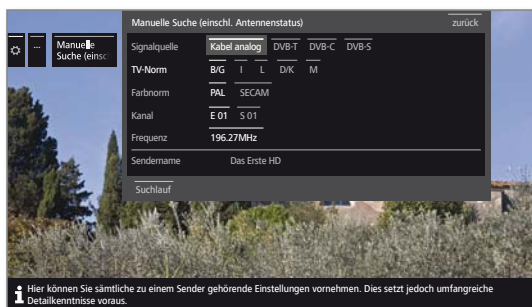 Manuelle Suche (einschl. Antennenstatus) zurück
... Manuelle
Suche (einsc
Signalquelle Kabel analog DVB-T DVB-C DVB-S
TV-Norm B/G I L D/K M
Farbnorm PAL SECAM
Kanal E 01 S 01
Frequenz 196.27MHz
Sendername Das Erste HD
Suchlauf
Hier können Sie sämtliche zu einem Sender gehörende Einstellungen vornehmen. Dies setzt jedoch umfangreiche
Detailkenntnisse voraus.